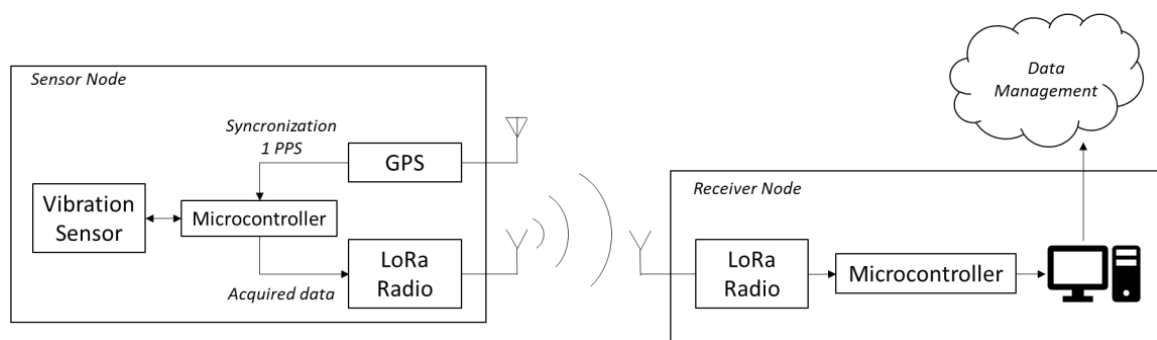 Sensor Node
Syncronization
1 PPS
GPS
Vibration
Sensor
Microcontroller
LoRa
Radio
Acquired data
Data
Management
Receiver Node
LoRa
Radio
Microcontroller